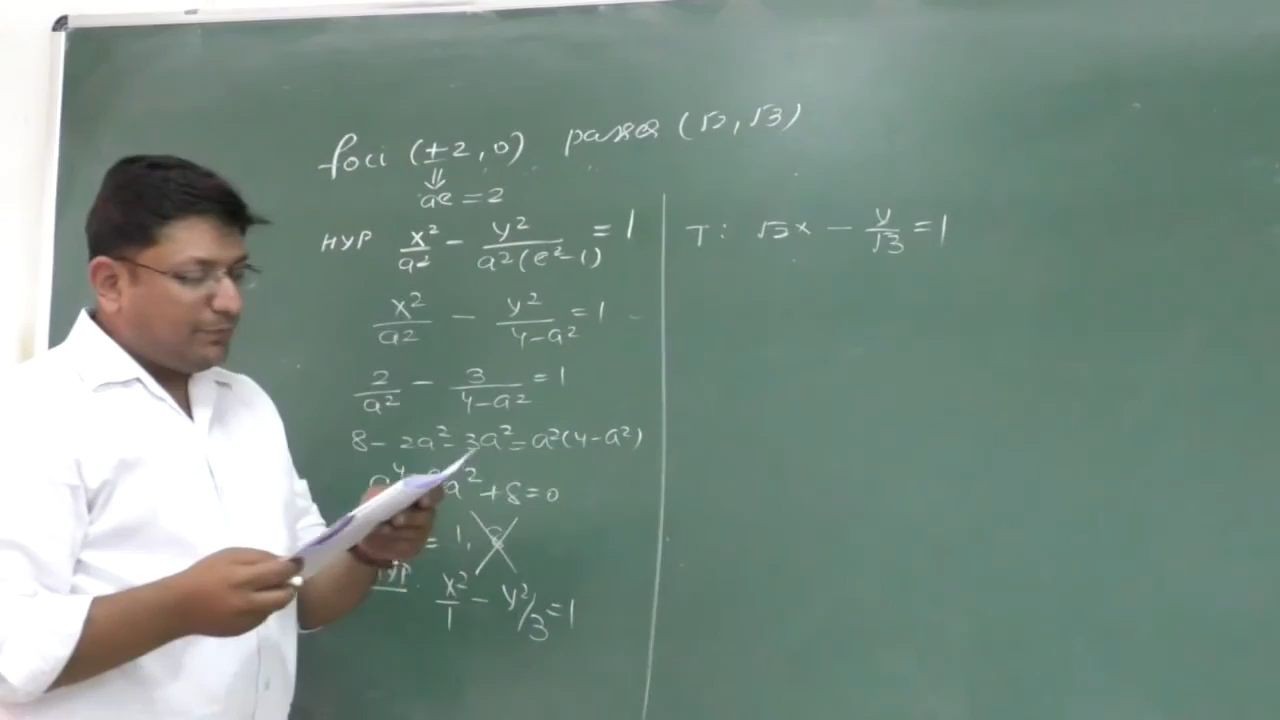 foci (±2, 0) passes (√2, √3)
⇓
ae = 2
HYP x²/a² − y²/a²(e²−1) = 1
x²/a² − y²/4−a² = 1
2/a² − 3/4−a² = 1
8 − 2a² − 3a² = a²(4−a²)
a² + 8 = 0
= 1,
HYP. x²/1 − y²/3 = 1
T : √2x − y/√3 = 1